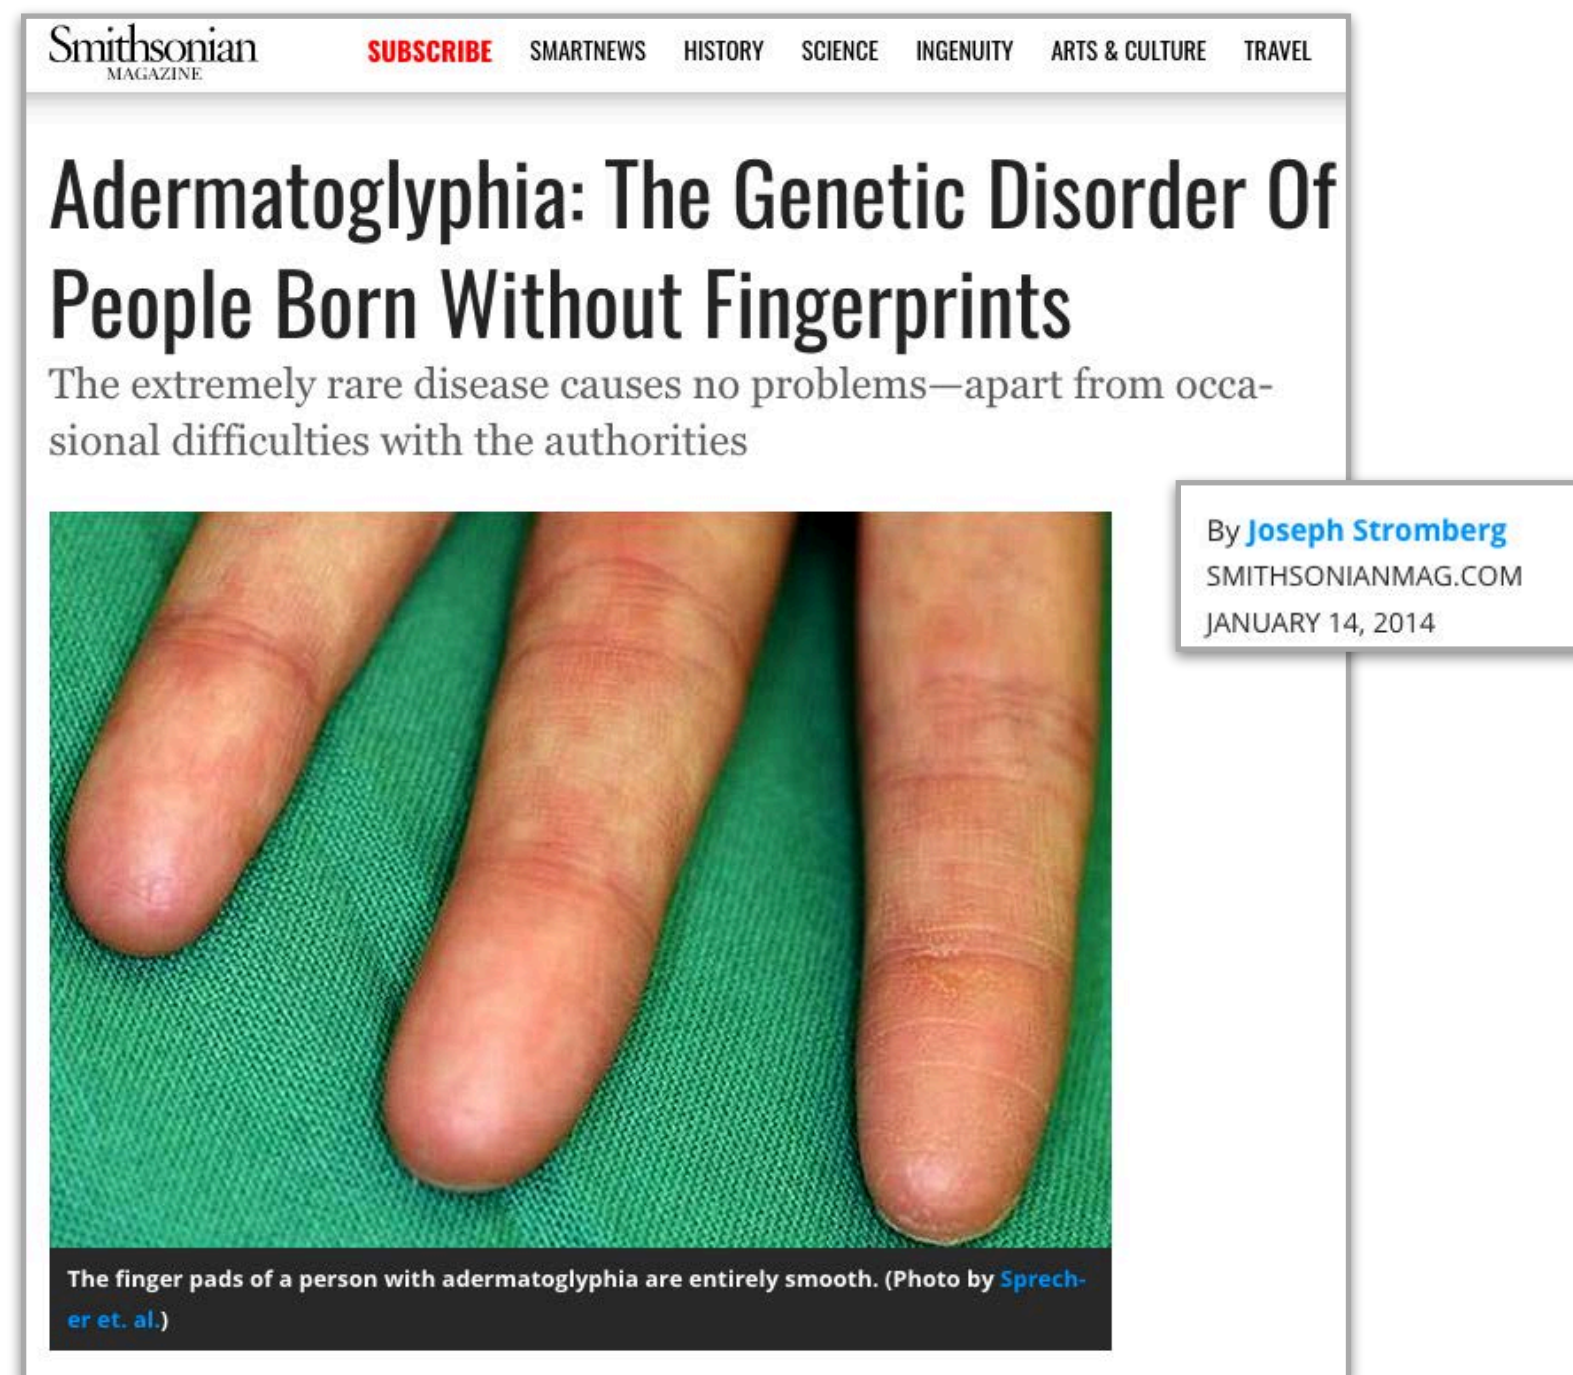 Smithsonian
MAGAZINE
SUBSCRIBE SMARTNEWS HISTORY SCIENCE INGENUITY ARTS & CULTURE TRAVEL
Adermatoglyphia: The Genetic Disorder Of
People Born Without Fingerprints
The extremely rare disease causes no problems—apart from occa-
sional difficulties with the authorities
By Joseph Stromberg
SMITHSONIANMAG.COM
JANUARY 14, 2014
The finger pads of a person with adermatoglyphia are entirely smooth. (Photo by Sprech-
er et. al.)